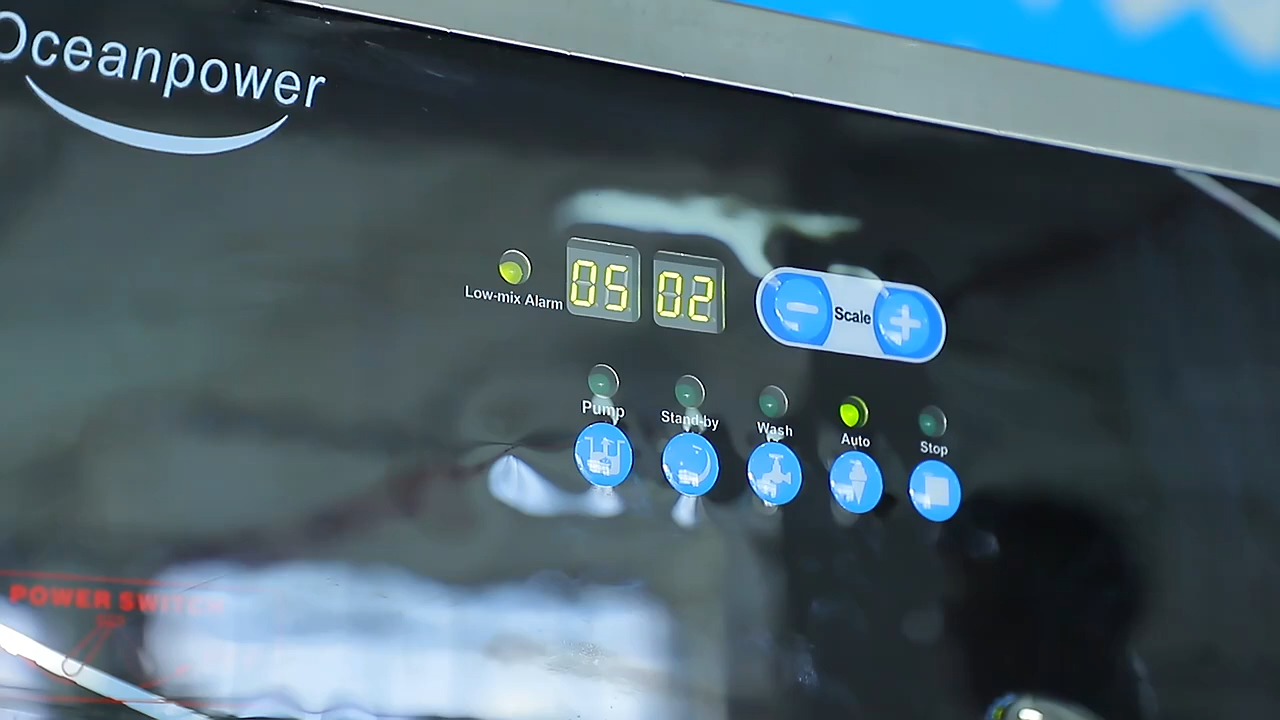 Oceanpower
Low-mix Alarm
05 02
Scale
Pump
Stand-by
Wash
Auto
Stop
POWER SWITCH